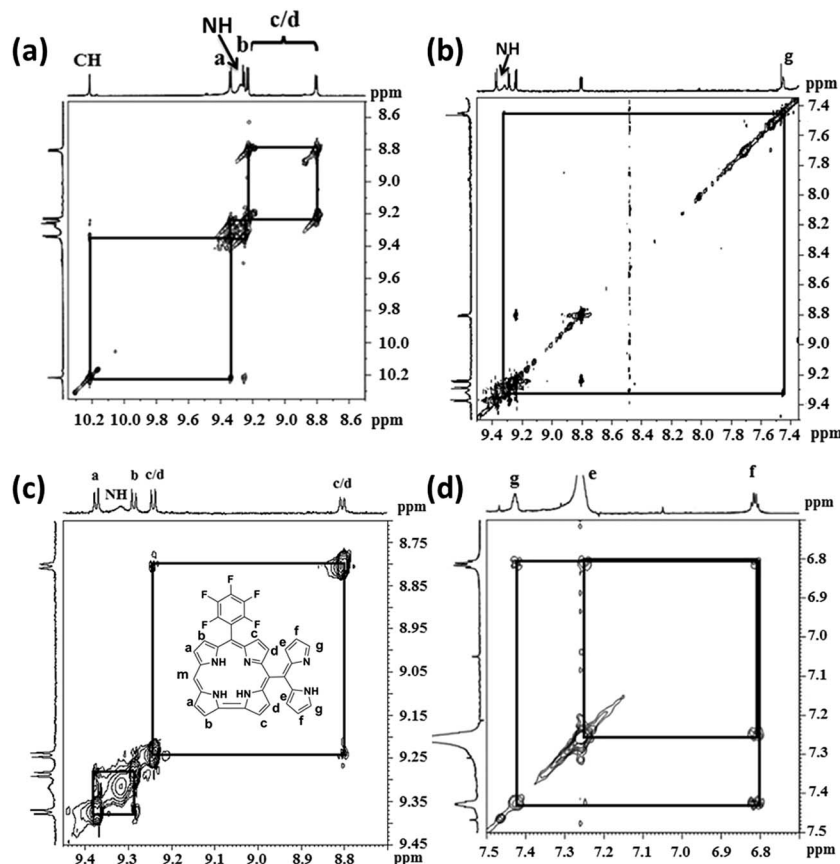 (a)
NH
c/d
CH
a
b
ppm
8.6
8.8
9.0
9.2
9.4
9.6
9.8
10.0
10.2
10.2 10.0 9.8 9.6 9.4 9.2 9.0 8.8 8.6
ppm
(b)
NH
g
ppm
7.4
7.6
7.8
8.0
8.2
8.4
8.6
8.8
9.0
9.2
9.4
9.4 9.2 9.0 8.8 8.6 8.4 8.2 8.0 7.8 7.6 7.4
ppm
(c)
a
NH
b
c/d
c/d
ppm
8.75
8.85
8.95
9.05
9.15
9.25
9.35
9.45
F
F F
F F
b c e f
a d g
NH N N
m
NH HN NH
a d e g
b c f
9.4 9.3 9.2 9.1 9.0 8.9 8.8 8.7
ppm
(d)
g
e
f
ppm
6.8
6.9
7.0
7.1
7.2
7.3
7.4
7.5
7.5 7.4 7.3 7.2 7.1 7.0 6.9 6.8
ppm